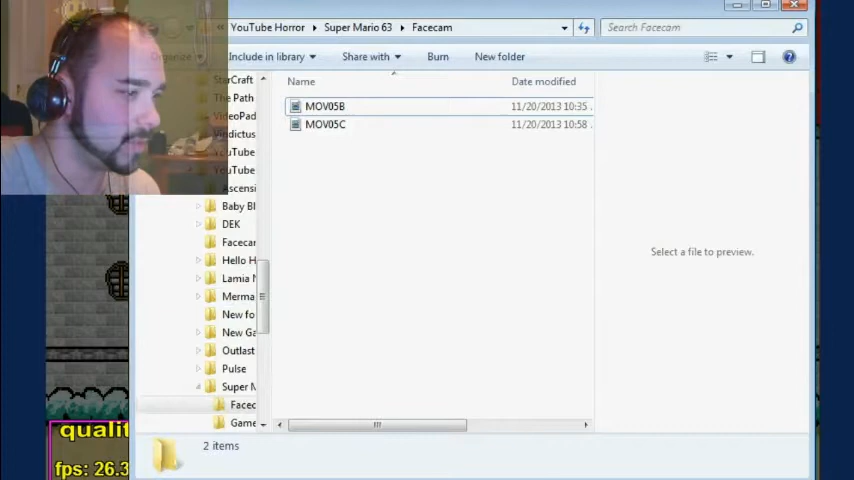 YouTube Horror
Super Mario 63
Facecam
Search Facecam
Organize
Include in library
Share with
Burn
New folder
Name
Date modified
MOV05B
11/20/2013 10:35 .
MOV05C
11/20/2013 10:58 .
StarCraft
The Path
VideoPad
Vindictus
YouTube
YouTube
Ascensi
Baby Bl
DEK
Facecar
Hello H
Lamia
Merma
New fo
New Ga
Outlast
Pulse
Super M
Facec
Game
Select a file to preview.
2 items
qualit
fps: 26.3